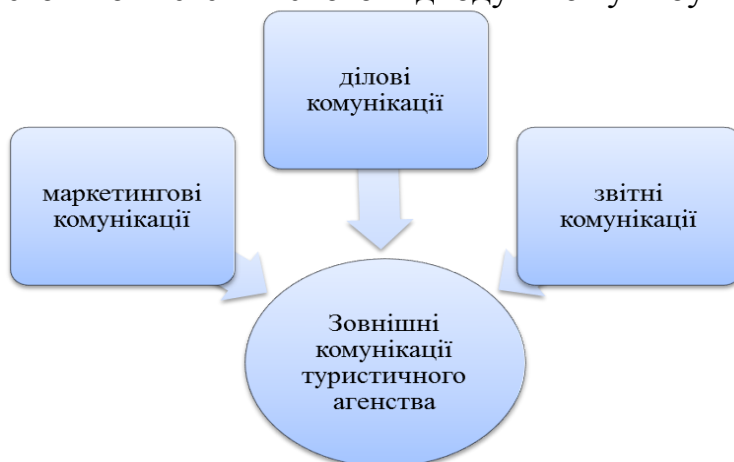 ділові
комунікації
маркетингові
комунікації
звітні
комунікації
Зовнішні
комунікації
туристичного
агенства